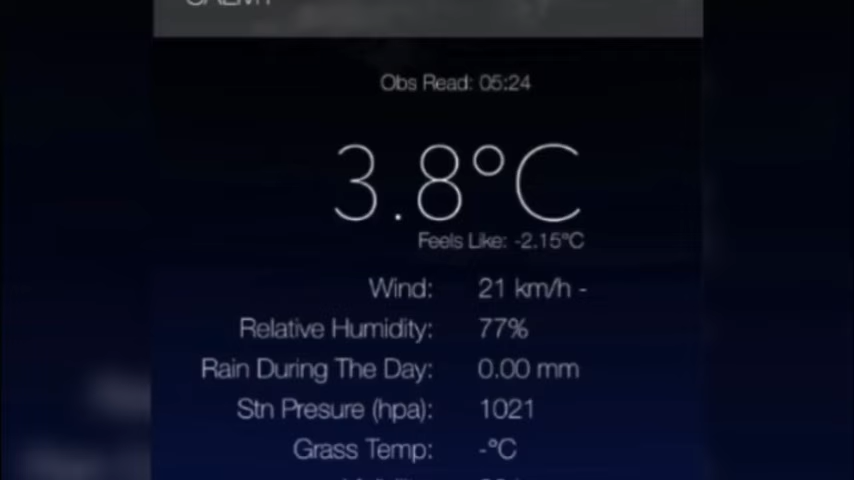 Obs Read: 05:24
3.8°C
Feels Like: -2.15°C
Wind: 21 km/h -
Relative Humidity: 77%
Rain During The Day: 0.00 mm
Stn Presure (hpa): 1021
Grass Temp: -°C